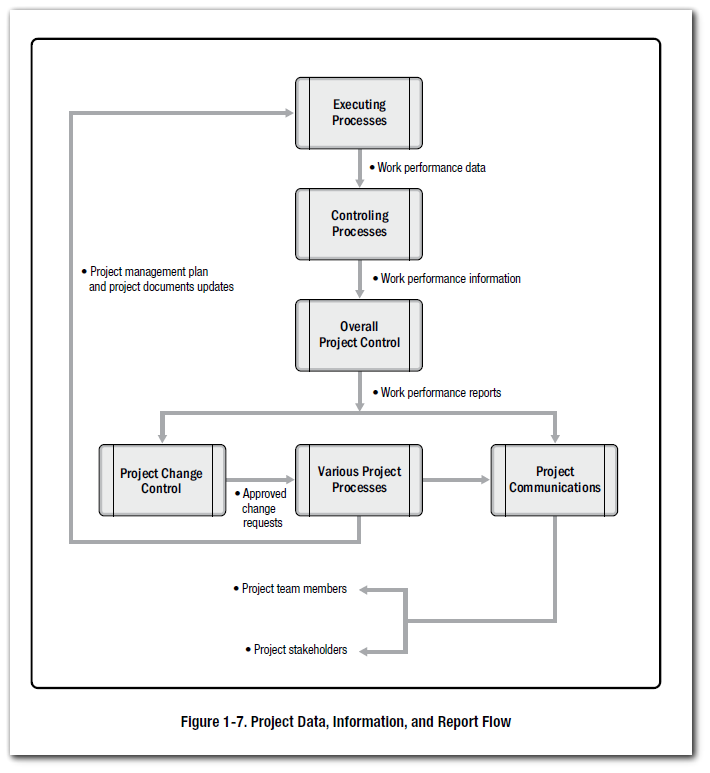 Executing
Processes
• Work performance data
Controling
Processes
• Project management plan
and project documents updates
• Work performance information
Overall
Project Control
• Work performance reports
Project Change
Control
• Approved
change
requests
Various Project
Processes
Project
Communications
• Project team members
• Project stakeholders
Figure 1-7. Project Data, Information, and Report Flow